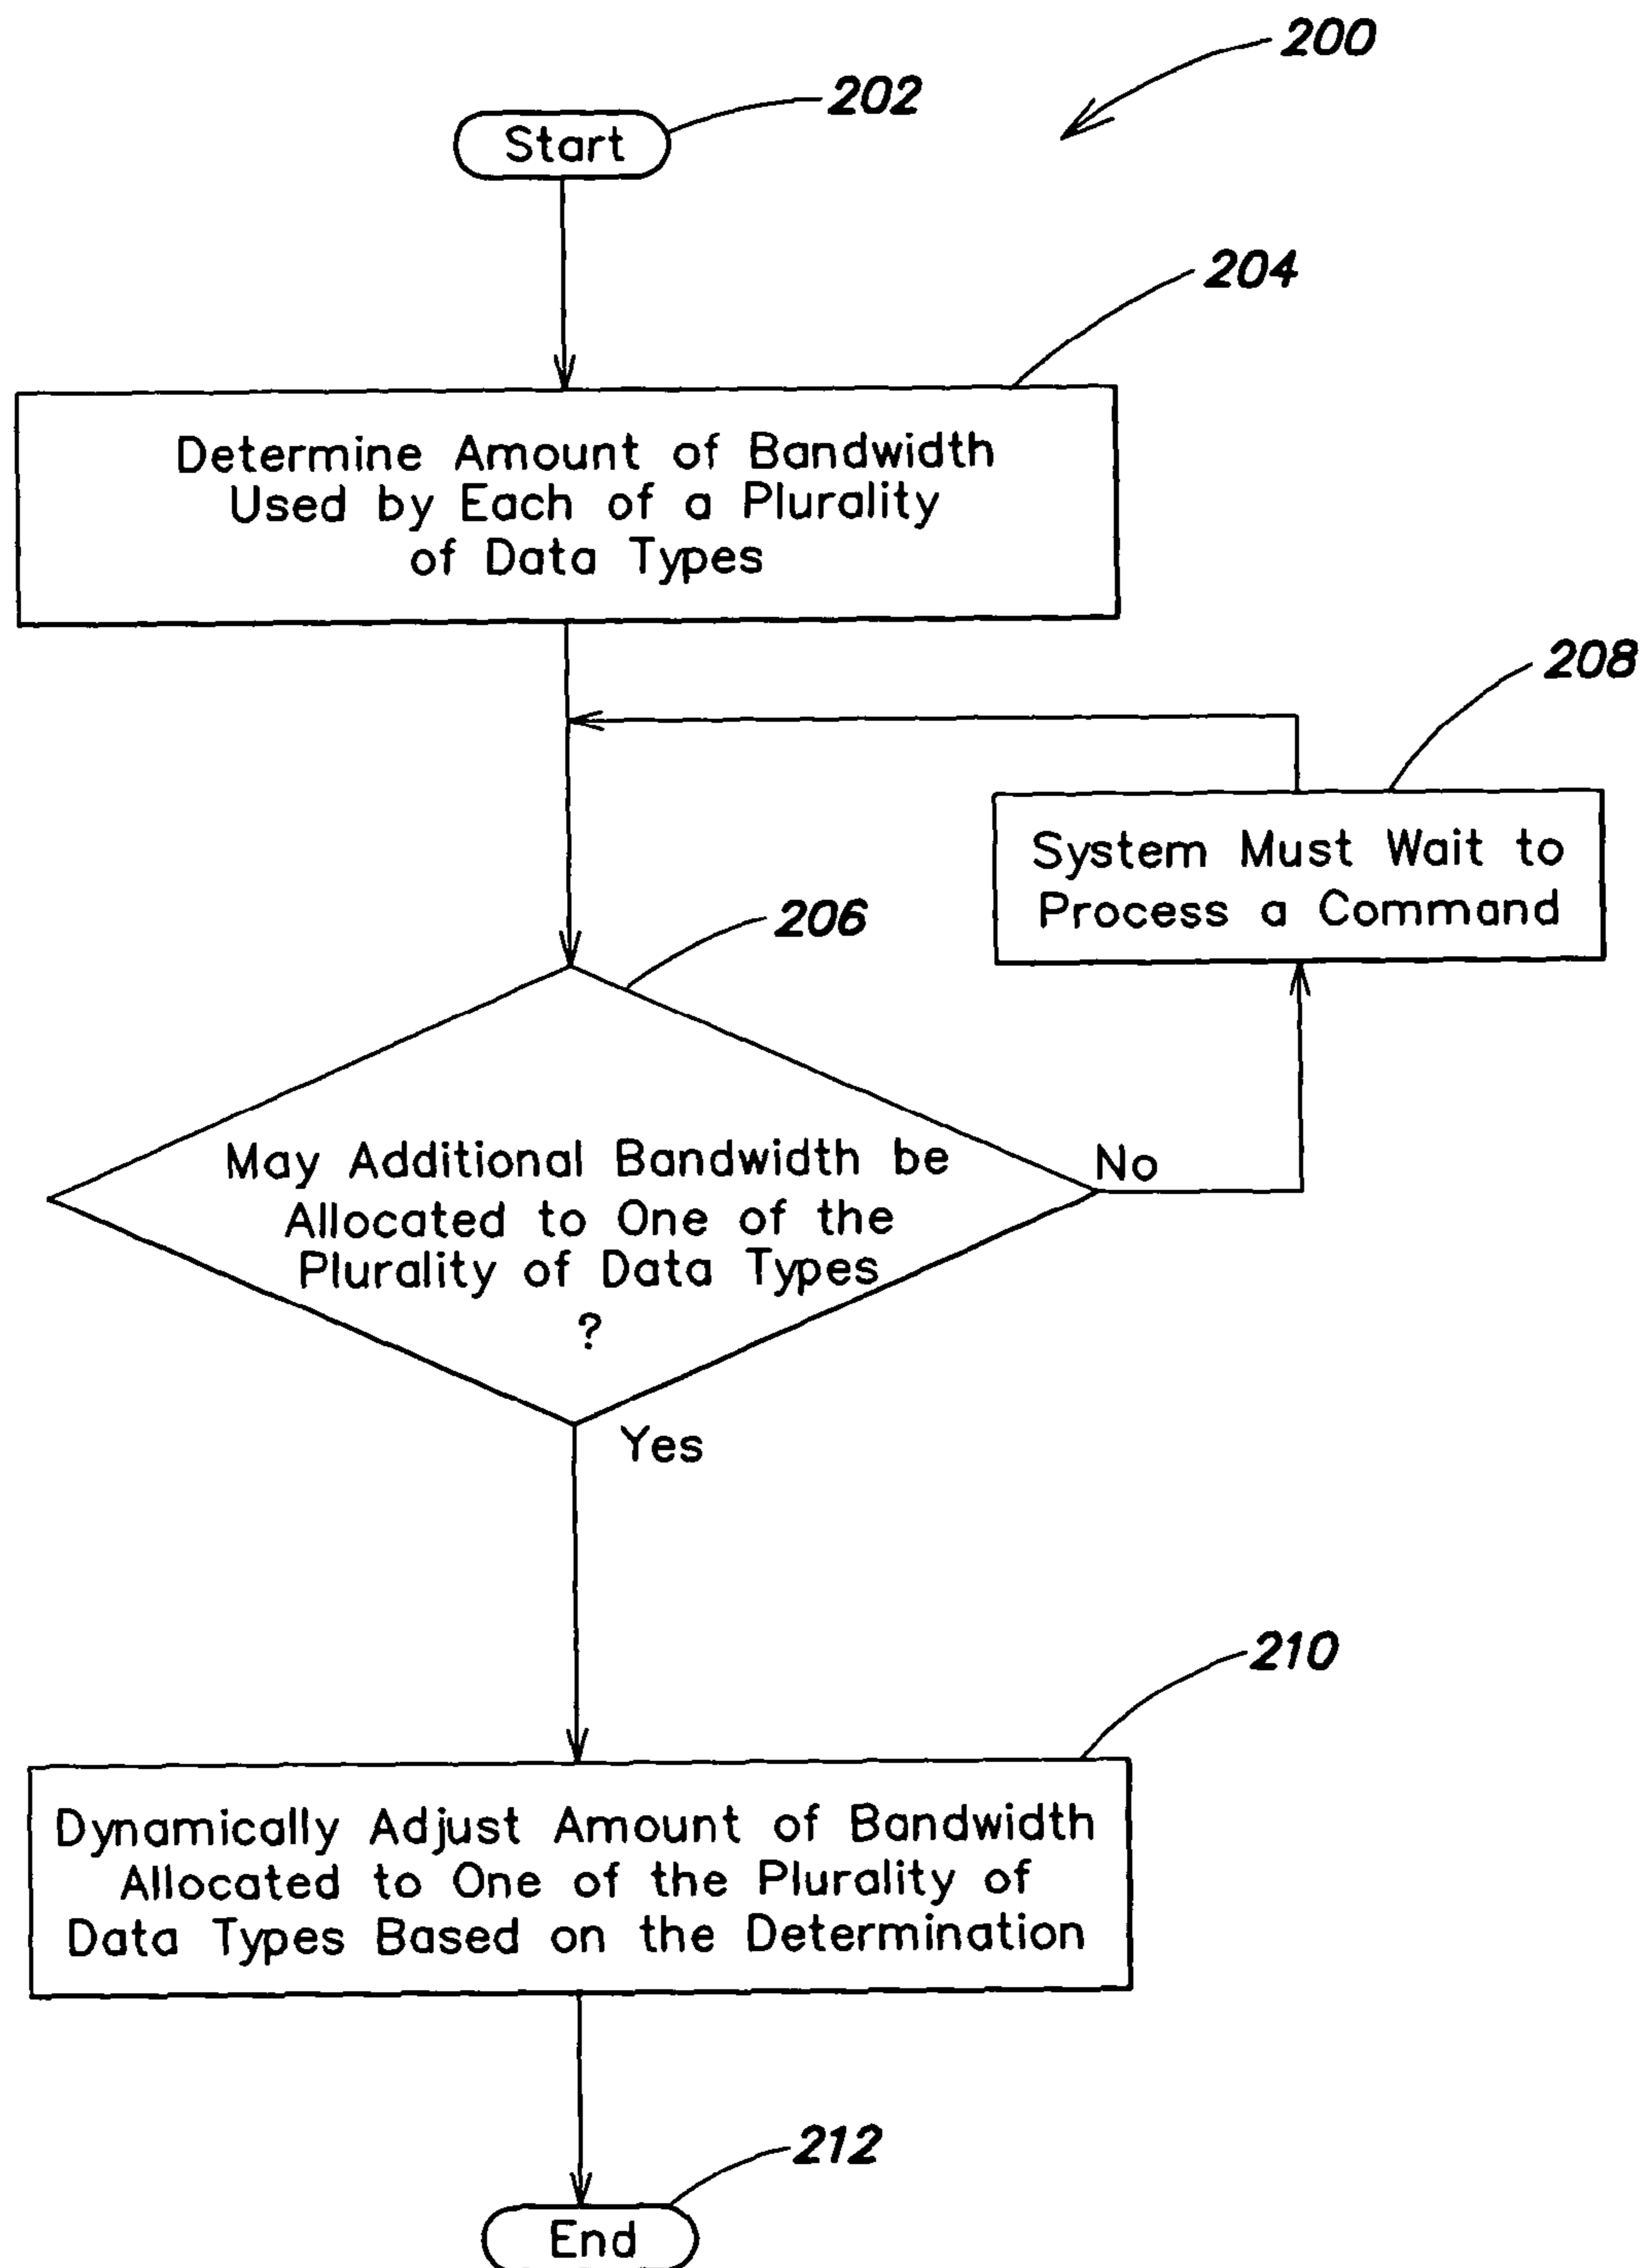 200
202
Start
204
Determine Amount of Bandwidth
Used by Each of a Plurality
of Data Types
208
System Must Wait to
Process a Command
206
May Additional Bandwidth be
Allocated to One of the
Plurality of Data Types
?
No
Yes
210
Dynamically Adjust Amount of Bandwidth
Allocated to One of the Plurality of
Data Types Based on the Determination
212
End